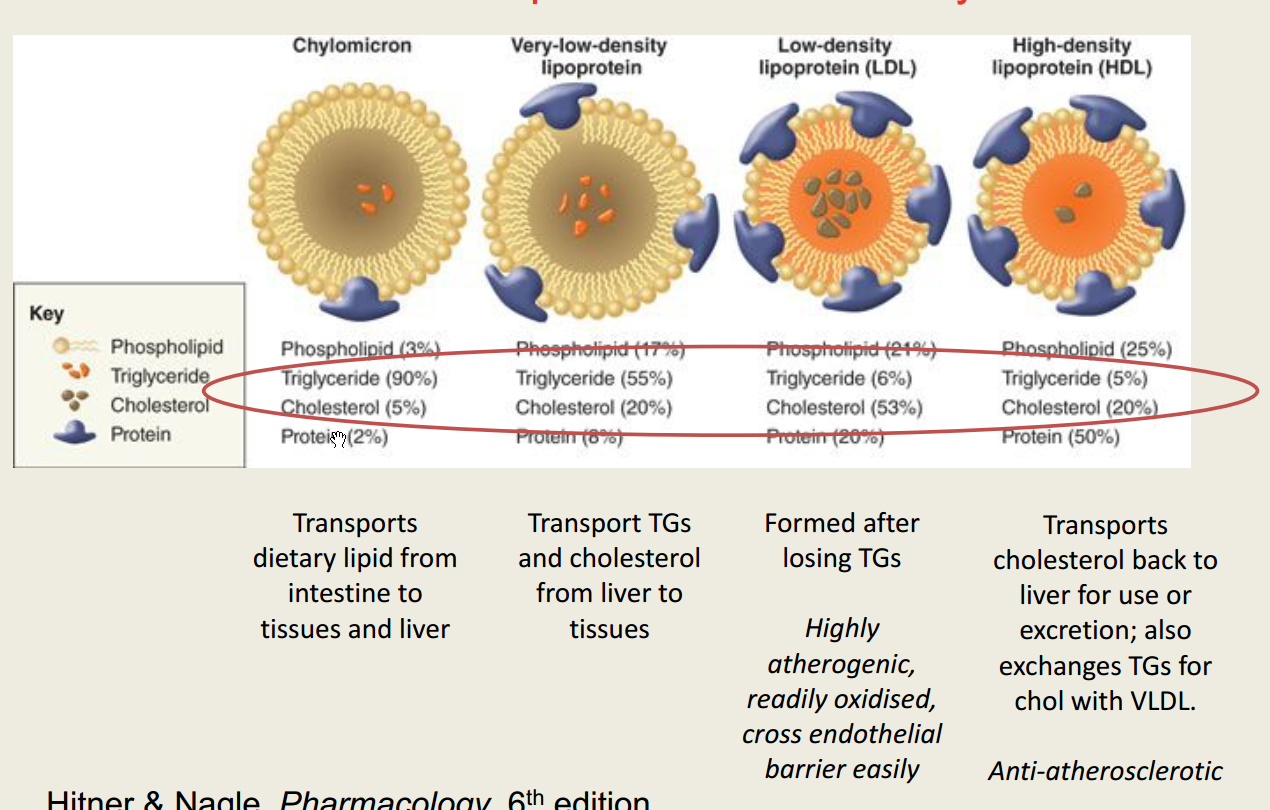 Chylomicron
Very-low-density
lipoprotein
Low-density
lipoprotein (LDL)
High-density
lipoprotein (HDL)
Key
Phospholipid
Triglyceride
Cholesterol
Protein
Phospholipid (3%)
Triglyceride (90%)
Cholesterol (5%)
Protein (2%)
Phospholipid (17%)
Triglyceride (55%)
Cholesterol (20%)
Protein (8%)
Phospholipid (21%)
Triglyceride (6%)
Cholesterol (53%)
Protein (20%)
Phospholipid (25%)
Triglyceride (5%)
Cholesterol (20%)
Protein (50%)
Transports
dietary lipid from
intestine to
tissues and liver
Transport TGs
and cholesterol
from liver to
tissues
Formed after
losing TGs
Highly
atherogenic,
readily oxidised,
cross endothelial
barrier easily
Transports
cholesterol back to
liver for use or
excretion; also
exchanges TGs for
chol with VLDL.
Anti-atherosclerotic
Hitner & Nagle, Pharmacology, 6th edition